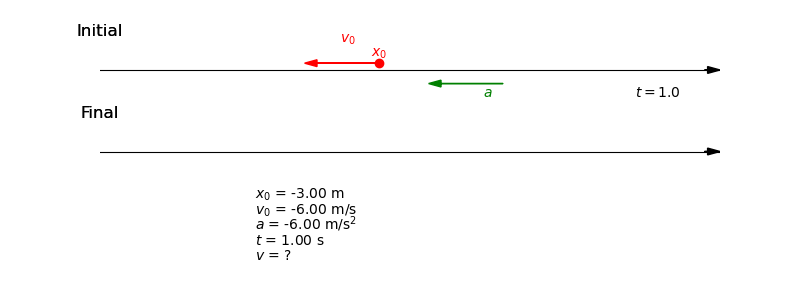 Initial
v₀
x₀
a
t = 1.0
Final
x₀ = -3.00 m
v₀ = -6.00 m/s
a = -6.00 m/s²
t = 1.00 s
v = ?